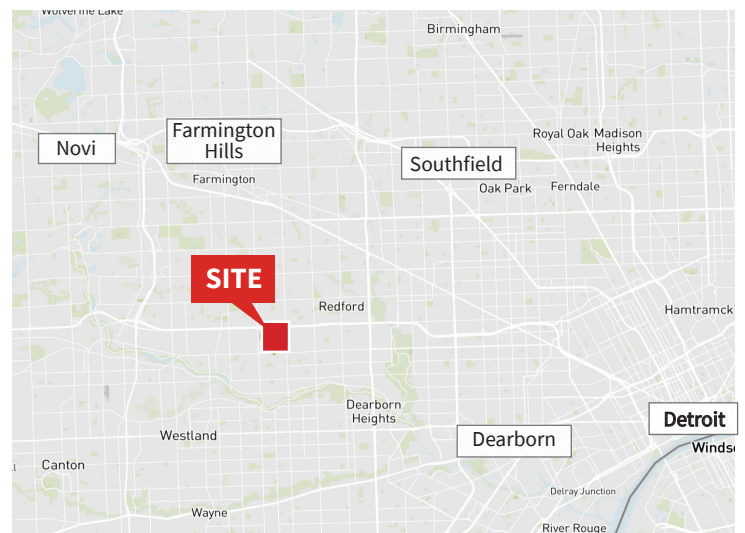 Wolverine Lake
Birmingham
Novi
Farmington
Hills
Royal Oak
Madison
Heights
Southfield
Farmington
Oak Park
Ferndale
SITE
Redford
Hamtramck
Dearborn
Heights
Detroit
Westland
Dearborn
Windso
Canton
Delray Junction
Wayne
River Rouge